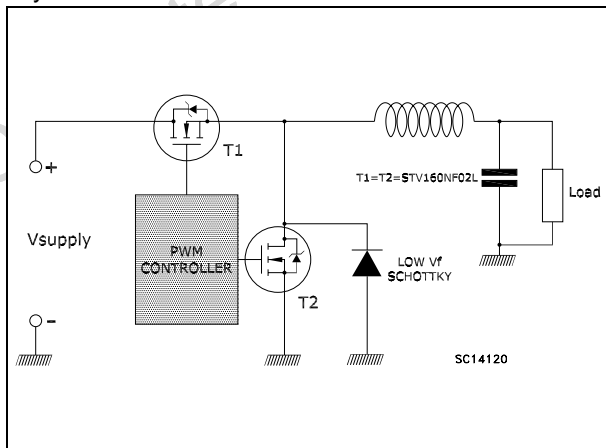 +
T1
T1=T2=STV160NF02L
Load
Vsupply
PWM
CONTROLLER
LOW Vf
SCHOTTKY
T2
-
SC14120